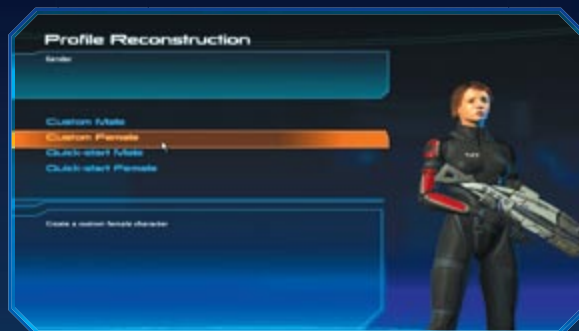 Profile Reconstruction
Gender
Custom Male
Custom Female
Quick-start Male
Quick-start Female
Create a custom female character